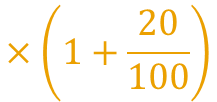 × (1 + 20/100)